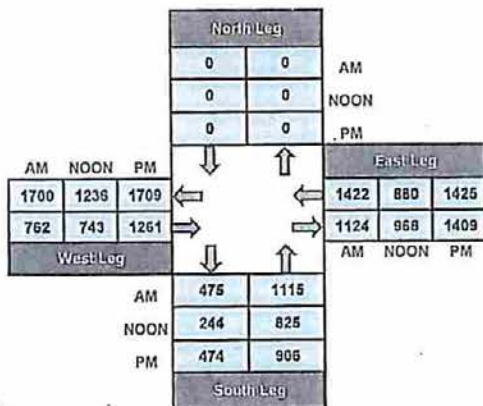 North Leg
0 0
AM
0 0
NOON
0 0
PM
AM NOON PM
East Leg
1700 1236 1709
1422 880 1425
762 743 1261
1124 968 1409
West Leg
AM NOON PM
AM
475 1115
NOON
244 825
PM
474 906
South Leg